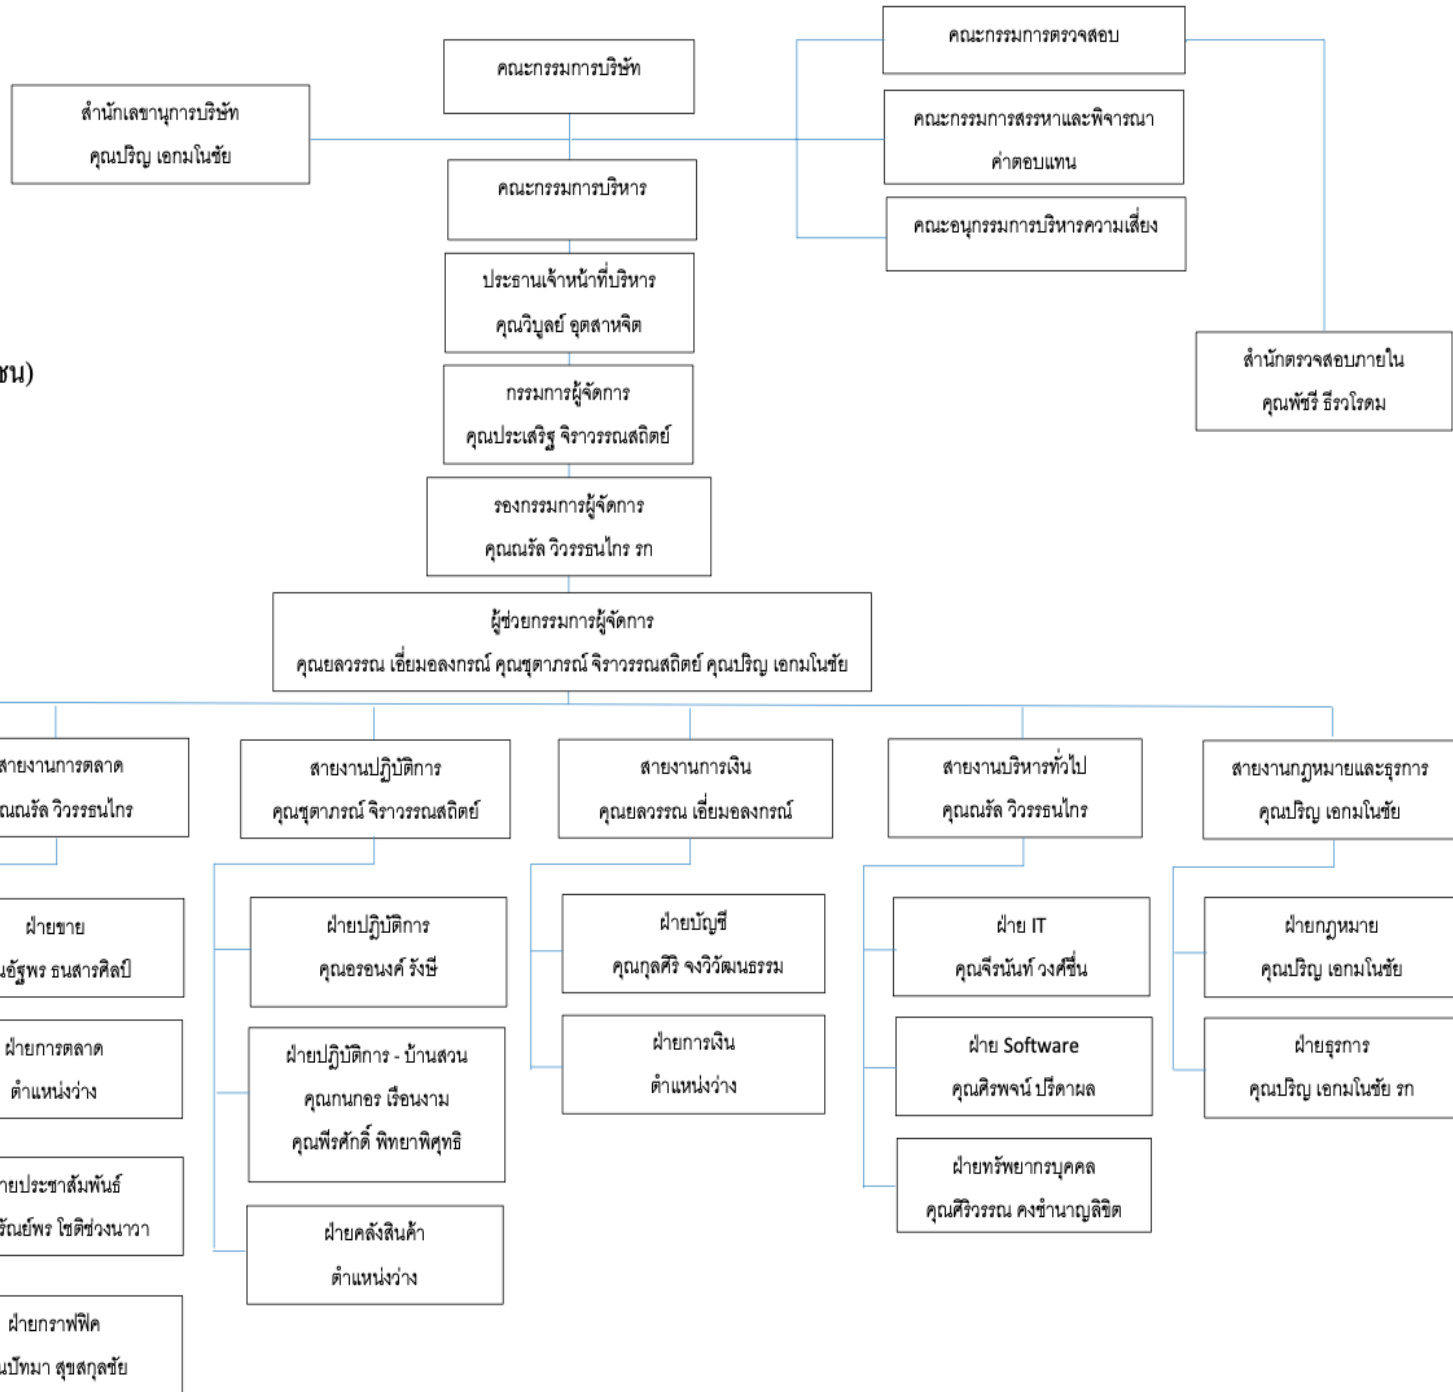 คณะกรรมการบริษัท
สำนักเลขานุการบริษัท
คุณปริญ เอกมโนชัย
คณะกรรมการตรวจสอบ
คณะกรรมการสรรหาและพิจารณา
ค่าตอบแทน
คณะอนุกรรมการบริหารความเสี่ยง
คณะกรรมการบริหาร
ประธานเจ้าหน้าที่บริหาร
คุณวิบูลย์ อุตสาหจิต
สำนักตรวจสอบภายใน
คุณพัชรี ธีรวโรดม
ชน)
กรรมการผู้จัดการ
คุณประเสริฐ จิราวรรณสถิตย์
รองกรรมการผู้จัดการ
คุณณรัล วิวรรธนไกร รก
ผู้ช่วยกรรมการผู้จัดการ
คุณยลวรรณ เอี่ยมอลงกรณ์ คุณชุตาภรณ์ จิราวรรณสถิตย์ คุณปริญ เอกมโนชัย
สายงานการตลาด
ณณรัล วิวรรธนไกร
ฝ่ายขาย
นอัฐพร ธนสารศิลป์
ฝ่ายการตลาด
ตำแหน่งว่าง
ายประชาสัมพันธ์
รัณย์พร โชติช่วงนาวา
ฝ่ายกราฟฟิค
นปัทมา สุขสกุลชัย
สายงานปฏิบัติการ
คุณชุตาภรณ์ จิราวรรณสถิตย์
ฝ่ายปฏิบัติการ
คุณอรอนงค์ รังษี
ฝ่ายปฏิบัติการ - บ้านสวน
คุณกนกอร เรือนงาม
คุณพีรศักดิ์ พิทยาพิศุทธิ
ฝ่ายคลังสินค้า
ตำแหน่งว่าง
สายงานการเงิน
คุณยลวรรณ เอี่ยมอลงกรณ์
ฝ่ายบัญชี
คุณกุลศิริ จงวิวัฒนธรรม
ฝ่ายการเงิน
ตำแหน่งว่าง
สายงานบริหารทั่วไป
คุณณรัล วิวรรธนไกร
ฝ่าย IT
คุณจีรนันท์ วงศ์ชื่น
ฝ่าย Software
คุณศิรพจน์ ปรีดาผล
ฝ่ายทรัพยากรบุคคล
คุณศิริวรรณ คงชำนาญลิขิต
สายงานกฎหมายและธุรการ
คุณปริญ เอกมโนชัย
ฝ่ายกฎหมาย
คุณปริญ เอกมโนชัย
ฝ่ายธุรการ
คุณปริญ เอกมโนชัย รก